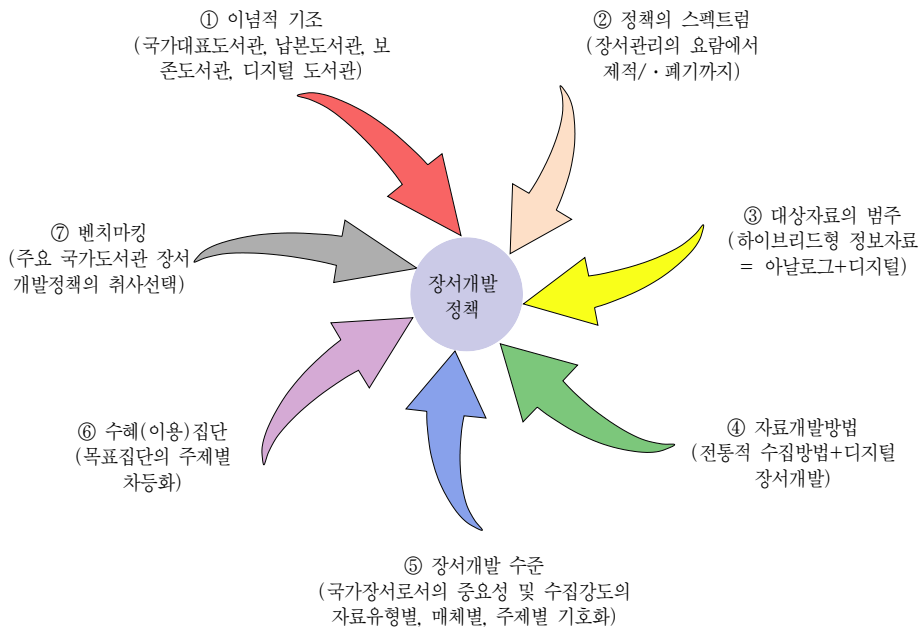 ① 이념적 기조
(국가대표도서관, 납본도서관, 보
존도서관, 디지털 도서관)
② 정책의 스펙트럼
(장서관리의 요람에서
제적/·폐기까지)
③ 대상자료의 범주
(하이브리드형 정보자료
= 아날로그+디지털)
④ 자료개발방법
(전통적 수집방법+디지털
장서개발)
⑤ 장서개발 수준
(국가장서로서의 중요성 및 수집강도의
자료유형별, 매체별, 주제별 기호화)
⑥ 수혜(이용)집단
(목표집단의 주제별
차등화)
⑦ 벤치마킹
(주요 국가도서관 장서
개발정책의 취사선택)
장서개발
정책